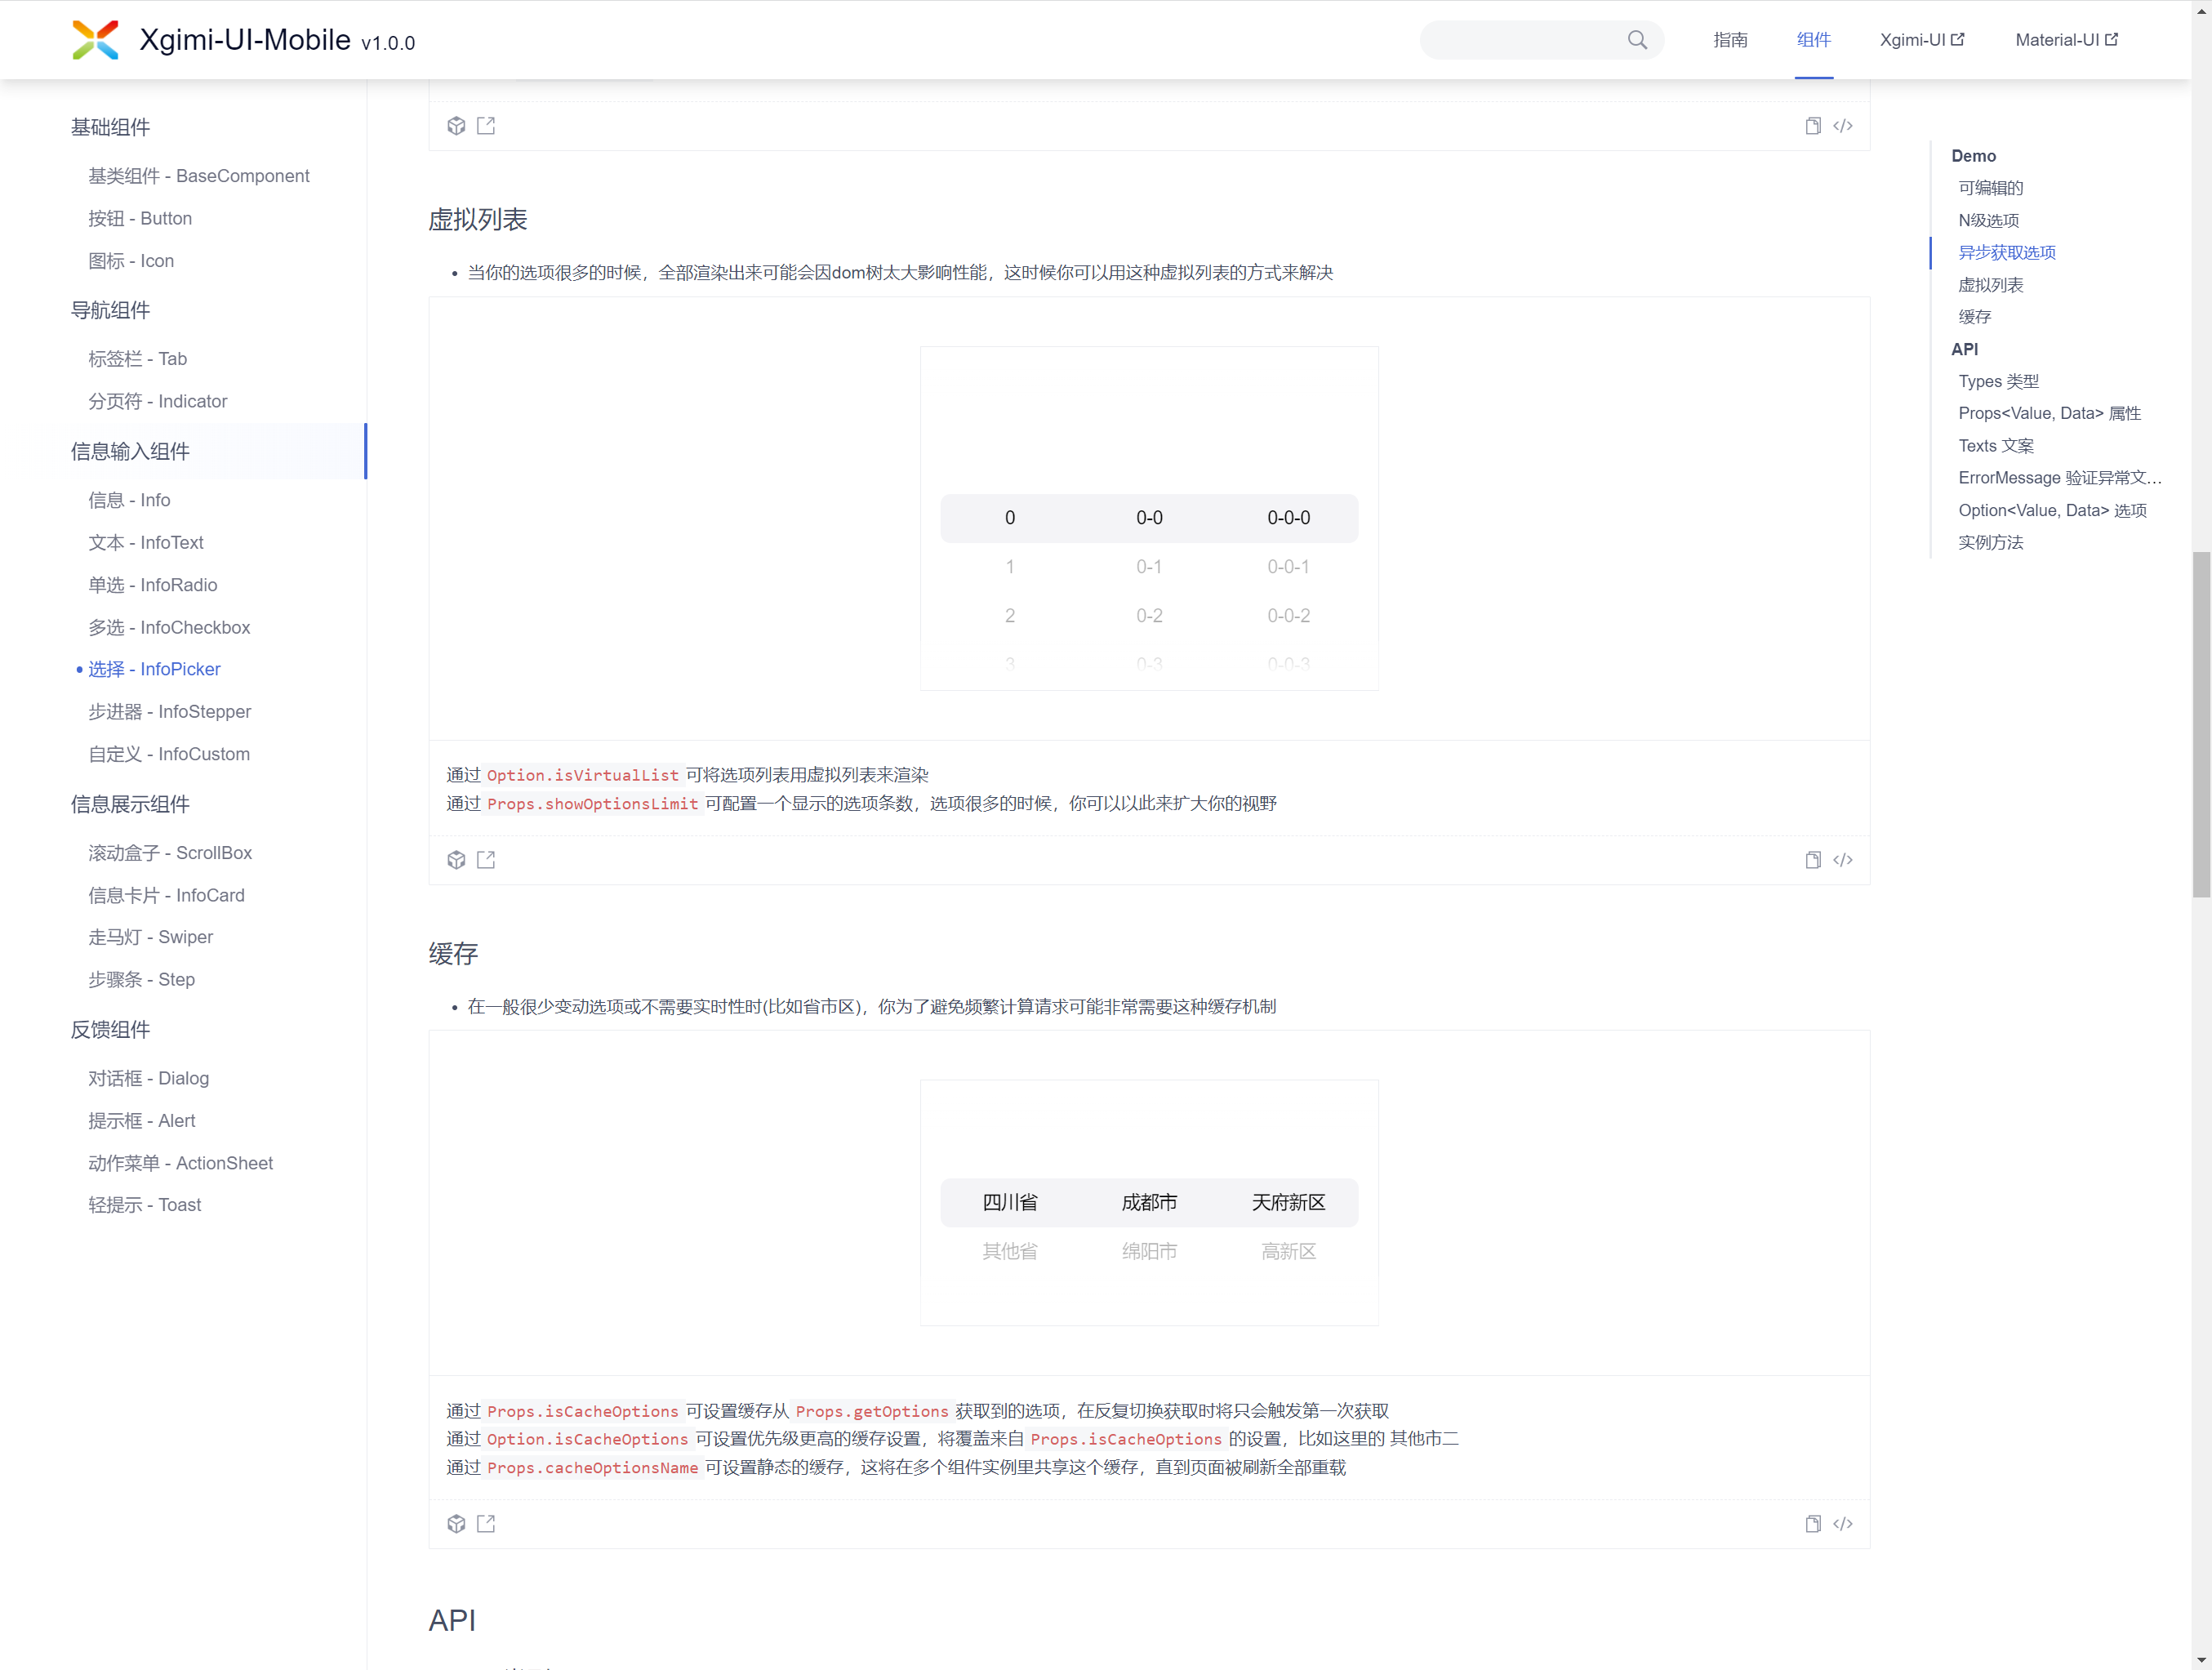 Xgimi-UI-Mobile v1.0.0
指南
组件
Xgimi-UI
Material-UI
基础组件
基类组件 - BaseComponent
按钮 - Button
图标 - Icon
导航组件
标签栏 - Tab
分页符 - Indicator
信息输入组件
信息 - Info
文本 - InfoText
单选 - InfoRadio
多选 - InfoCheckbox
选择 - InfoPicker
步进器 - InfoStepper
自定义 - InfoCustom
信息展示组件
滚动盒子 - ScrollBox
信息卡片 - InfoCard
走马灯 - Swiper
步骤条 - Step
反馈组件
对话框 - Dialog
提示框 - Alert
动作菜单 - ActionSheet
轻提示 - Toast
虚拟列表
当你的选项很多的时候，全部渲染出来可能会因dom树太大影响性能，这时候你可以用这种虚拟列表的方式来解决
0 0-0 0-0-0
1 0-1 0-0-1
2 0-2 0-0-2
3 0-3 0-0-3
通过 Option.isVirtualList 可将选项列表用虚拟列表来渲染
通过 Props.showOptionsLimit 可配置一个显示的选项条数，选项很多的时候，你可以以此来扩大你的视野
缓存
在一般很少变动选项或不需要实时性时(比如省市区)，你为了避免频繁计算请求可能非常需要这种缓存机制
四川省 成都市 天府新区
其他省 绵阳市 高新区
通过 Props.isCacheOptions 可设置缓存从 Props.getOptions 获取到的选项，在反复切换获取时将只会触发第一次获取
通过 Option.isCacheOptions 可设置优先级更高的缓存设置，将覆盖来自 Props.isCacheOptions 的设置，比如这里的 其他市二
通过 Props.cacheOptionsName 可设置静态的缓存，这将在多个组件实例里共享这个缓存，直到页面被刷新全部重载
API
Demo
可编辑的
N级选项
异步获取选项
虚拟列表
缓存
API
Types 类型
Props<Value, Data> 属性
Texts 文案
ErrorMessage 验证异常文...
Option<Value, Data> 选项
实例方法